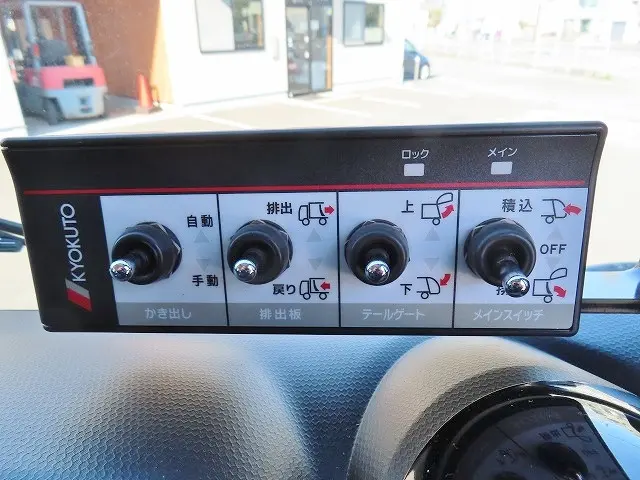 ロック
メイン
KYOKUTO
自動
手動
かき出し
排出
戻り
排出板
上
下
テールゲート
積込
OFF
メインスイッチ